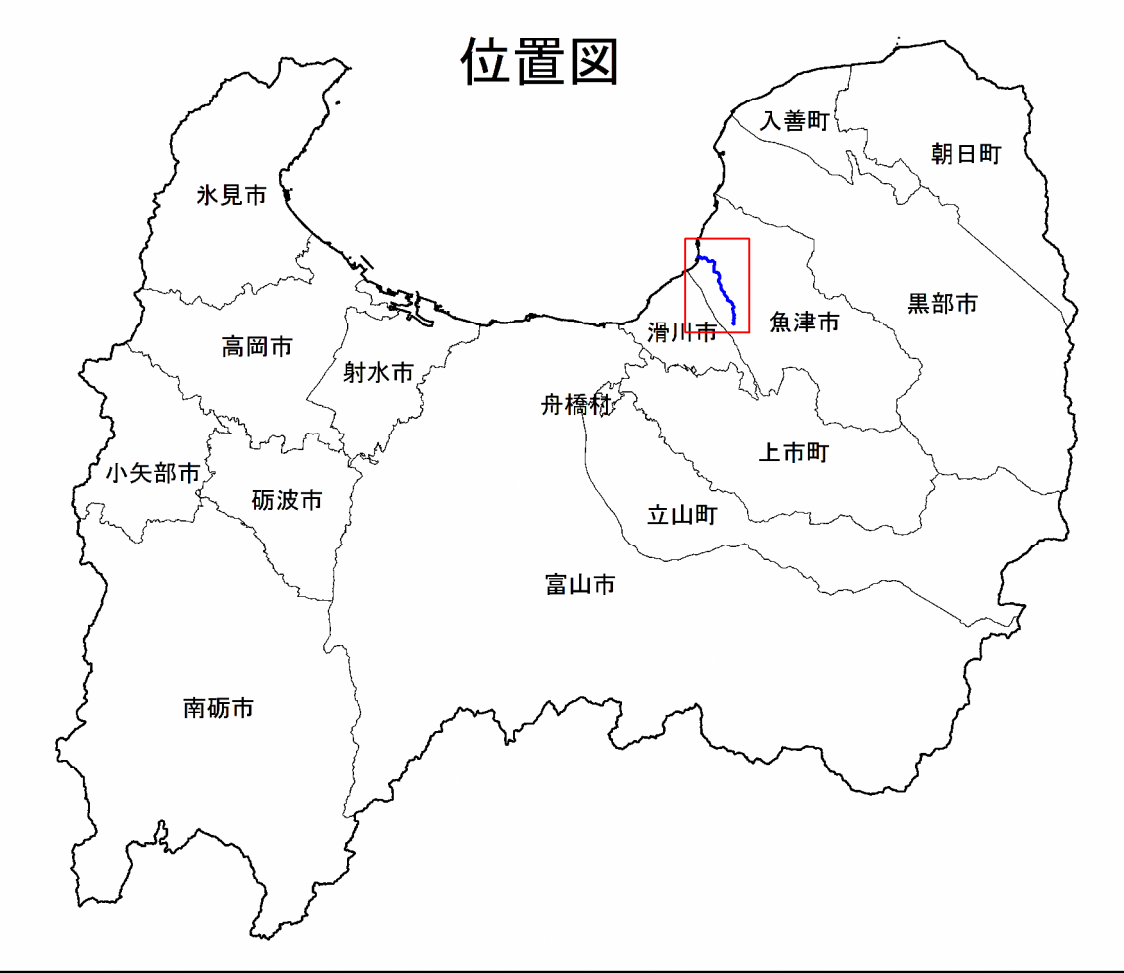 位置図
入善町
朝日町
氷見市
黒部市
魚津市
滑川市
高岡市
射水市
舟橋村
上市町
小矢部市
砺波市
立山町
富山市
南砺市